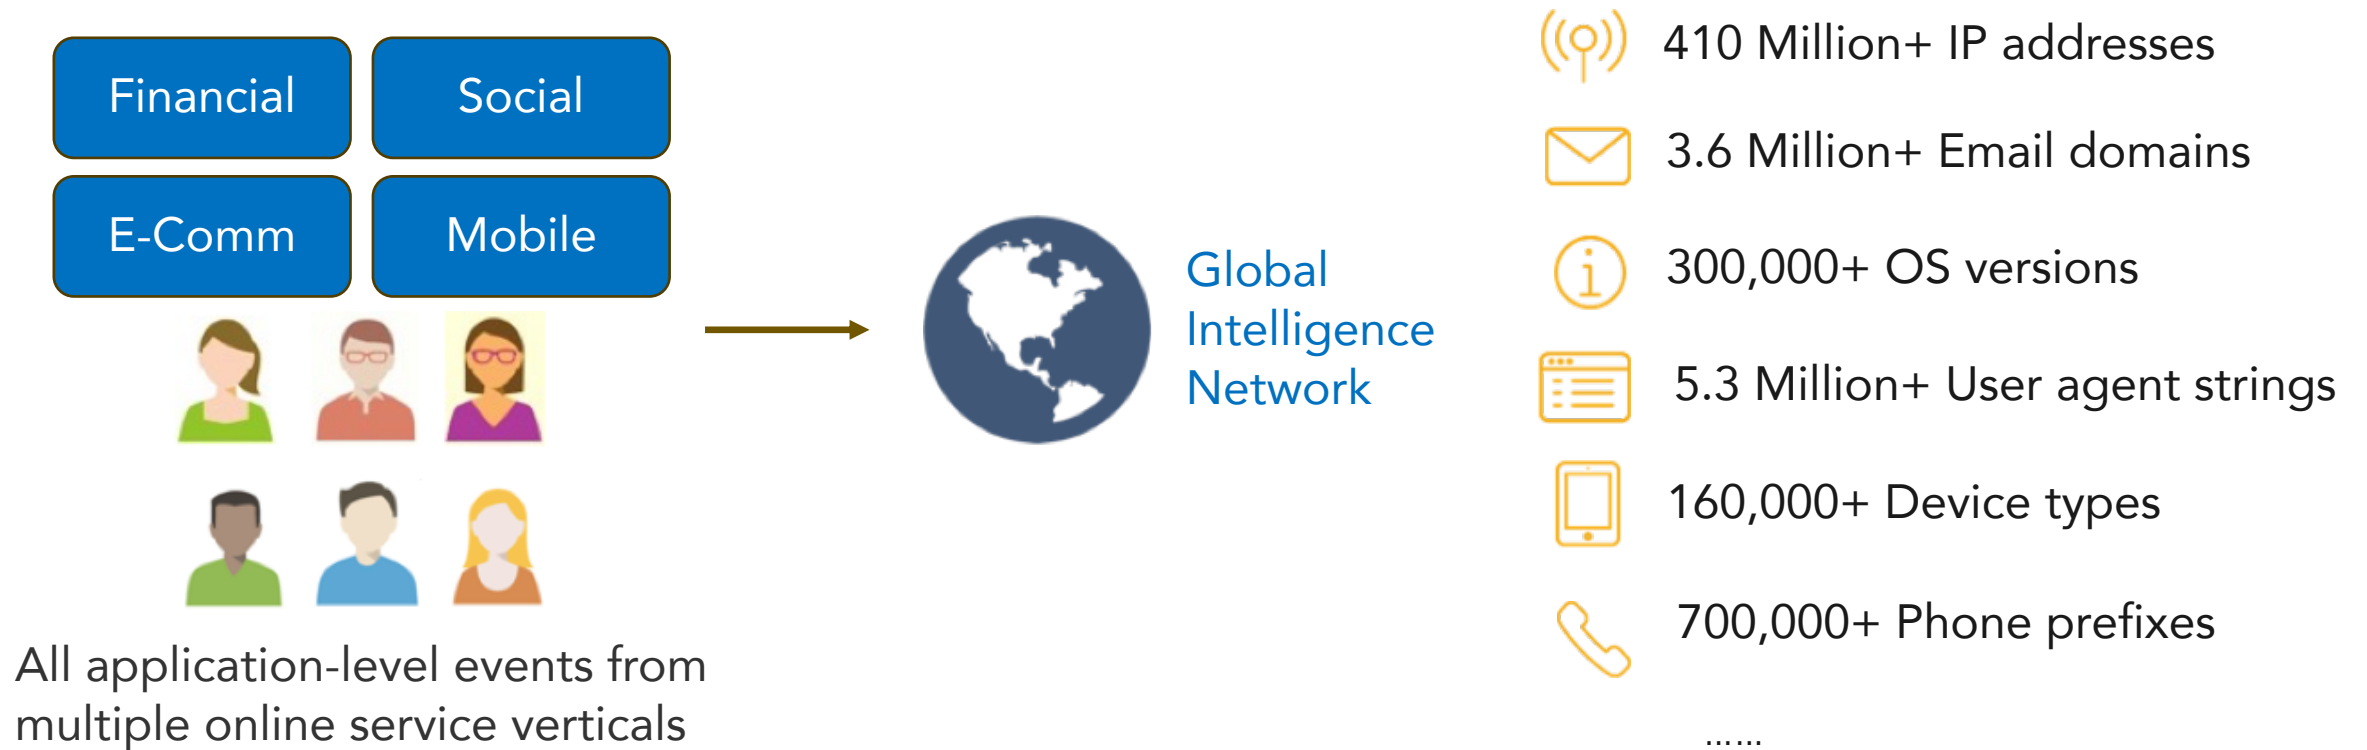 Financial
Social
E-Comm
Mobile
All application-level events from
multiple online service verticals
Global
Intelligence
Network
410 Million+ IP addresses
3.6 Million+ Email domains
300,000+ OS versions
5.3 Million+ User agent strings
160,000+ Device types
700,000+ Phone prefixes
......